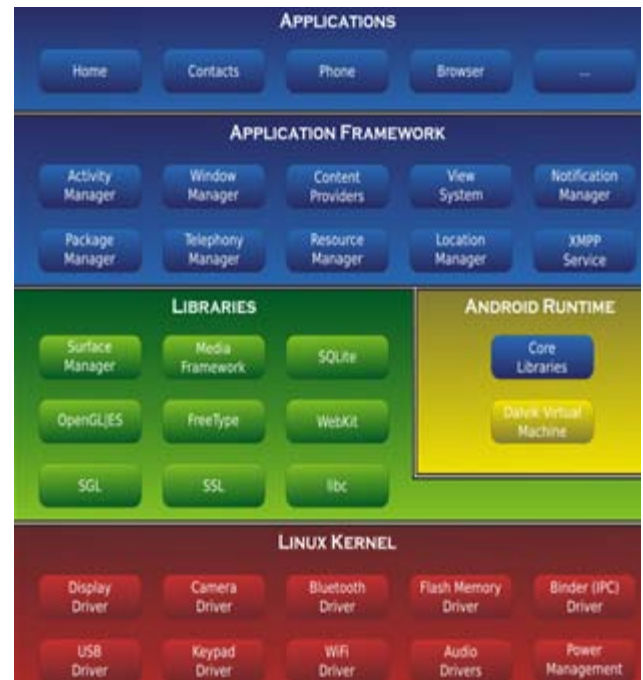 APPLICATIONS
Home
Contacts
Phone
Browser
...
APPLICATION FRAMEWORK
Activity
Manager
Window
Manager
Content
Providers
View
System
Notification
Manager
Package
Manager
Telephony
Manager
Resource
Manager
Location
Manager
XMPP
Service
LIBRARIES
Surface
Manager
Media
Framework
SQLite
OpenGL|ES
FreeType
WebKit
SGL
SSL
libc
ANDROID RUNTIME
Core
Libraries
Dalvik Virtual
Machine
LINUX KERNEL
Display
Driver
Camera
Driver
Bluetooth
Driver
Flash Memory
Driver
Binder (IPC)
Driver
USB
Driver
Keypad
Driver
WiFi
Driver
Audio
Drivers
Power
Management